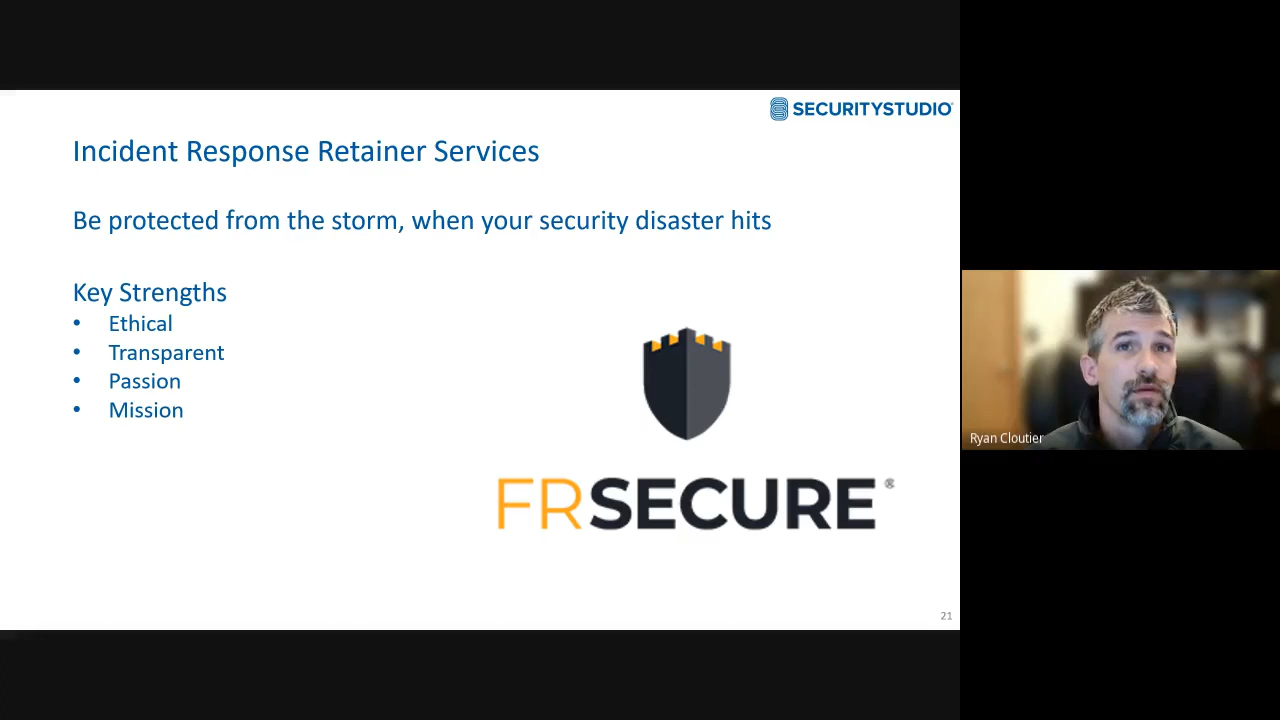 SECURITYSTUDIO
Incident Response Retainer Services
Be protected from the storm, when your security disaster hits
Key Strengths
• Ethical
• Transparent
• Passion
• Mission
FRSECURE®
Ryan Cloutier
21